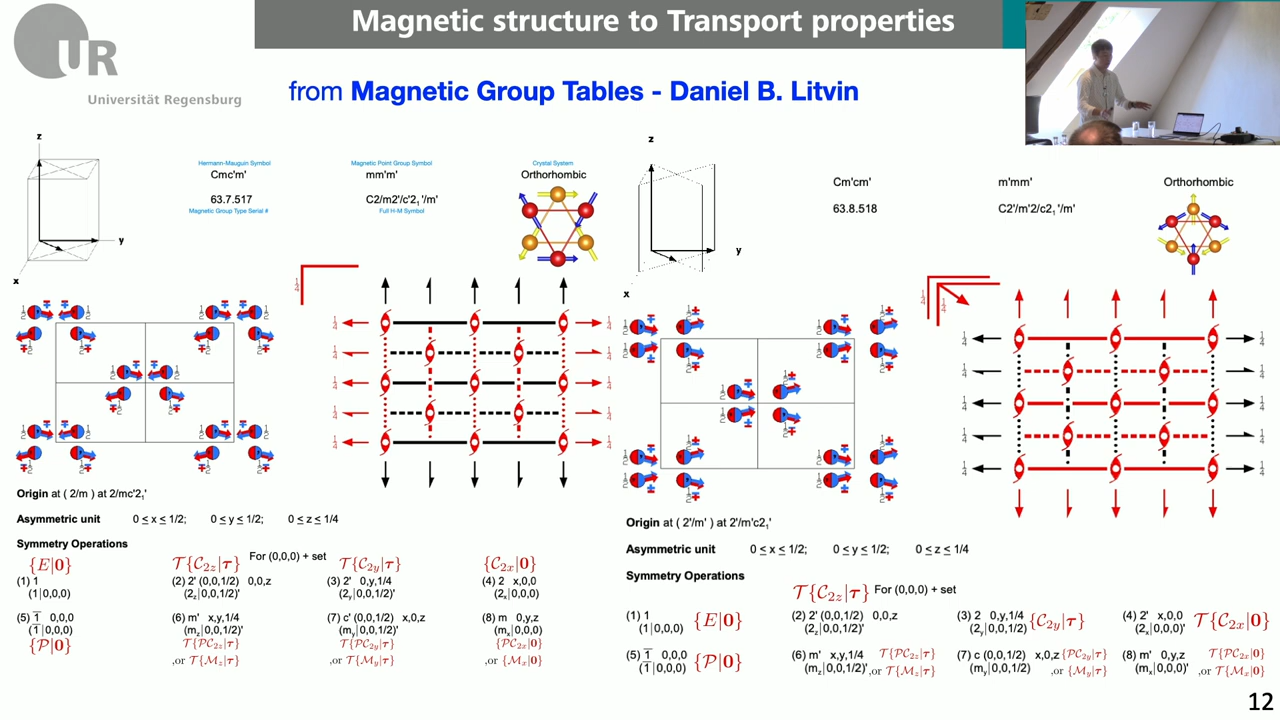 Magnetic structure to Transport properties
UR
Universität Regensburg
from Magnetic Group Tables - Daniel B. Litvin
z
y
x
Hermann-Mauguin Symbol
Cmc'm'
63.7.517
Magnetic Group Type Serial #
Magnetic Point Group Symbol
mm'm'
C2/m2'/c'2₁'/m'
Full H-M Symbol
Crystal System
Orthorhombic
Origin at ( 2/m ) at 2/mc'2₁'
Asymmetric unit 0 ≤ x ≤ 1/2; 0 ≤ y ≤ 1/2; 0 ≤ z ≤ 1/4
Symmetry Operations
For (0,0,0) + set
{E|0} 𝒯{𝒞₂z|τ} 𝒯{𝒞₂y|τ} {𝒞₂x|0}
(1) 1 (2) 2' (0,0,1/2) 0,0,z (3) 2' 0,y,1/4 (4) 2 x,0,0
(1|0,0,0) (2z|0,0,1/2)' (2y|0,0,1/2)' (2x|0,0,0)
(5) 1̅ 0,0,0 (6) m' x,y,1/4 (7) c' (0,0,1/2) x,0,z (8) m 0,y,z
(1̅|0,0,0) (mz|0,0,1/2)' (my|0,0,1/2)' (mx|0,0,0)
{𝒫|0} 𝒯{𝒫𝒞₂z|τ} 𝒯{𝒫𝒞₂y|τ} {𝒫𝒞₂x|0}
,or 𝒯{ℳz|τ} ,or 𝒯{ℳy|τ} ,or {ℳx|0}
z
y
x
Cm'cm'
63.8.518
m'mm'
C2'/m'2/c2₁'/m'
Orthorhombic
Origin at ( 2'/m' ) at 2'/m'c2₁'
Asymmetric unit 0 ≤ x ≤ 1/2; 0 ≤ y ≤ 1/2; 0 ≤ z ≤ 1/4
Symmetry Operations
𝒯{𝒞₂z|τ} For (0,0,0) + set
(1) 1 {E|0} (2) 2' (0,0,1/2) 0,0,z (3) 2 0,y,1/4 {𝒞₂y|τ} (4) 2' x,0,0 𝒯{𝒞₂x|0}
(1|0,0,0) (2z|0,0,1/2)' (2y|0,0,1/2) (2x|0,0,0)'
(5) 1̅ 0,0,0 {𝒫|0} (6) m' x,y,1/4 𝒯{𝒫𝒞₂z|τ} (7) c (0,0,1/2) x,0,z {𝒫𝒞₂y|τ} (8) m' 0,y,z 𝒯{𝒫𝒞₂x|0}
(1̅|0,0,0) (mz|0,0,1/2)' ,or 𝒯{ℳz|τ} (my|0,0,1/2) ,or {ℳy|τ} (mx|0,0,0)' ,or 𝒯{ℳx|0}
12